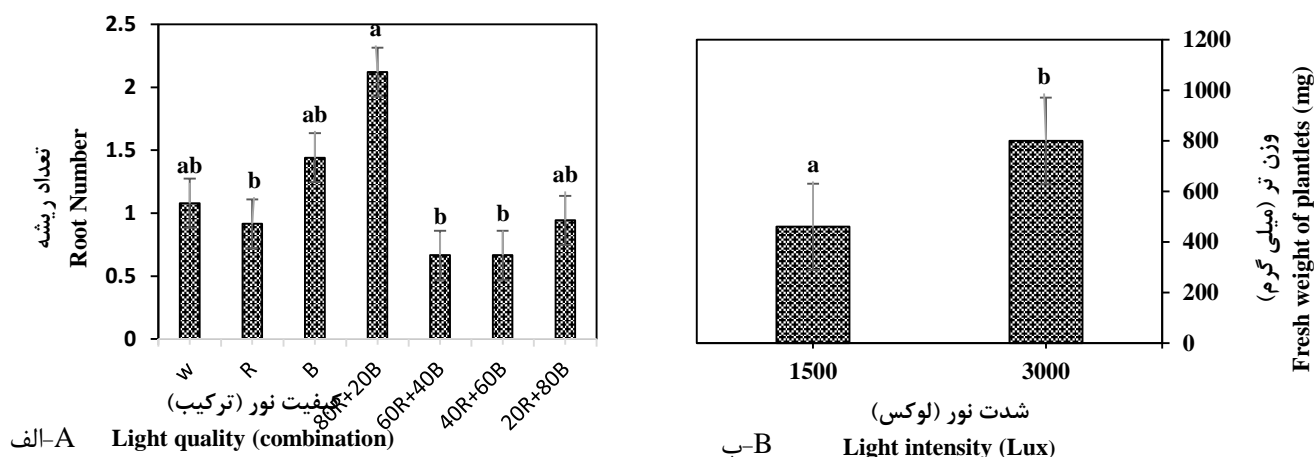 تعداد ریشه
Root Number
2.5
2
1.5
1
0.5
0
ab
b
ab
a
b
b
ab
w
R
B
80R+20B
60R+40B
40R+60B
20R+80B
کیفیت نور (ترکیب)
Light quality (combination)
A-الف
1200
1000
800
600
400
200
0
a
b
1500
3000
وزن تر (میلی گرم)
Fresh weight of plantlets (mg)
شدت نور (لوکس)
Light intensity (Lux)
B-ب